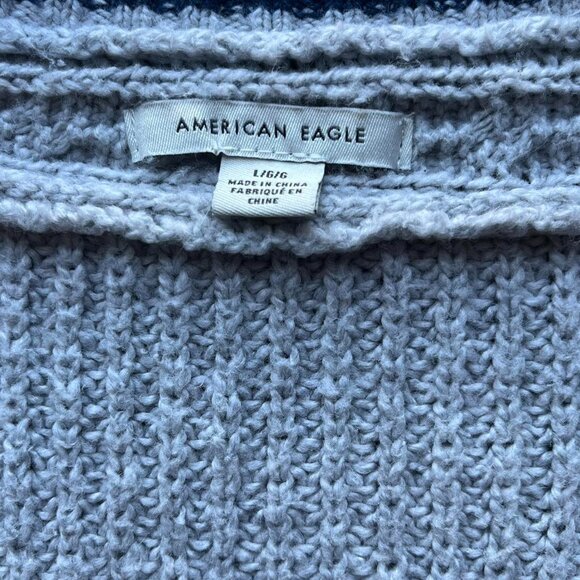 AMERICAN EAGLE
L/G/G
MADE IN CHINA
FABRIQUÉ EN
CHINE